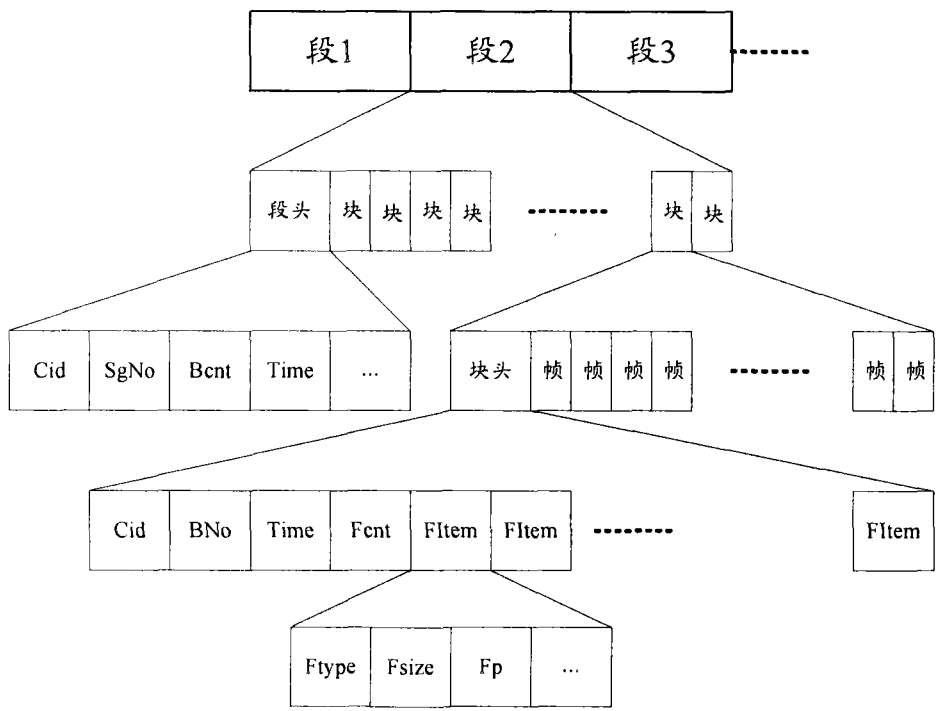 段1 段2 段3
段头 块 块 块 块 块 块
Cid SgNo Bcnt Time ... 块头 帧 帧 帧 帧 帧 帧
Cid BNo Time Fcnt FItem FItem FItem
Ftype Fsize Fp ...